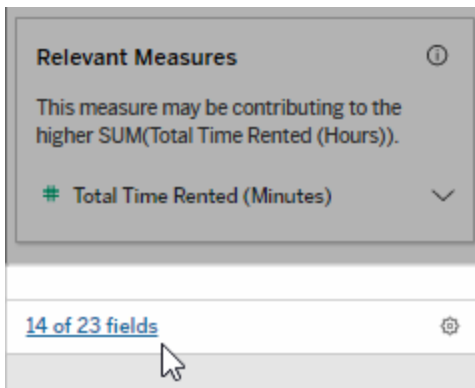 Relevant Measures
This measure may be contributing to the
higher SUM(Total Time Rented (Hours)).
Total Time Rented (Minutes)
14 of 23 fields